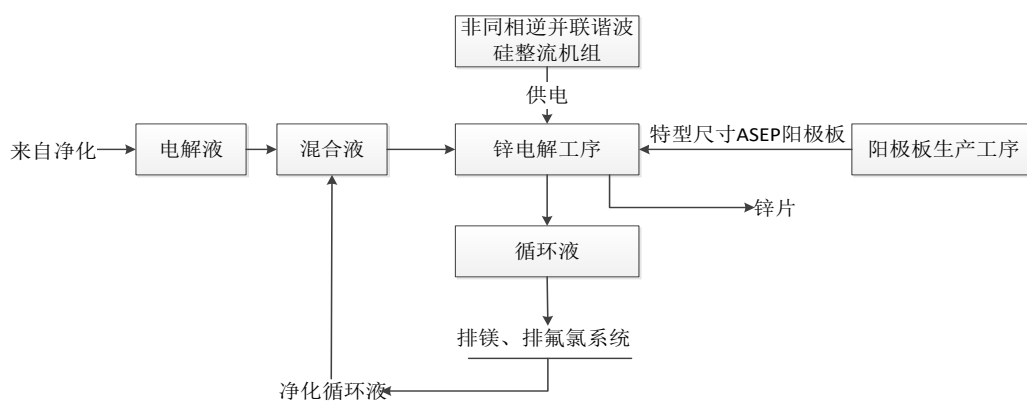 非同相逆并联谐波
硅整流机组
供电
来自净化
电解液
混合液
锌电解工序
特型尺寸ASEP阳极板
阳极板生产工序
锌片
循环液
排镁、排氟氯系统
净化循环液